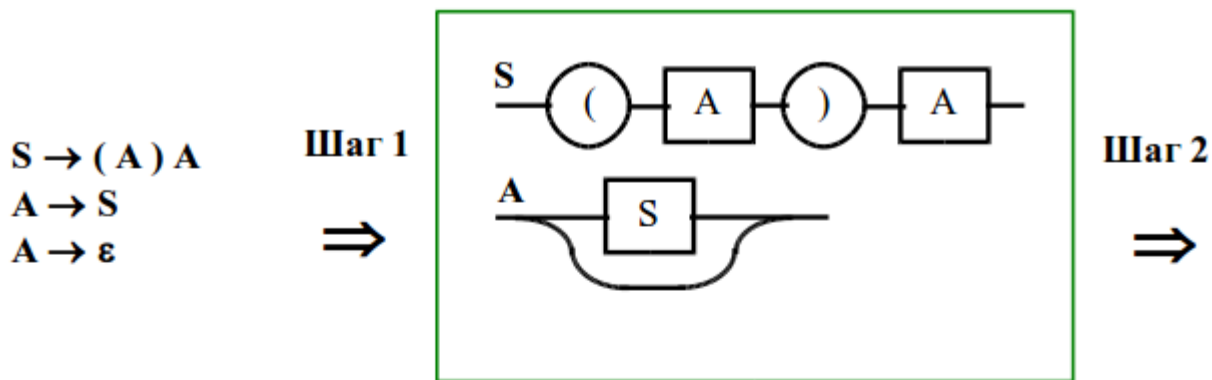 S → ( A ) A
A → S
A → ε
Шаг 1
⇒
S ( A ) A
A S
Шаг 2
⇒